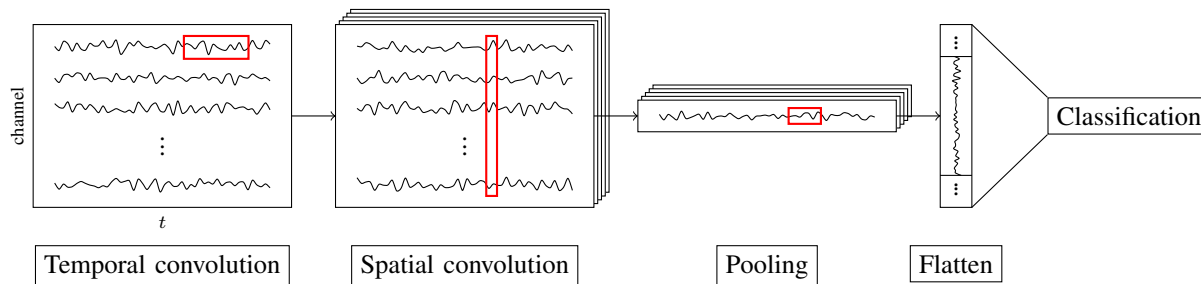 channel
t
Classification
Temporal convolution
Spatial convolution
Pooling
Flatten